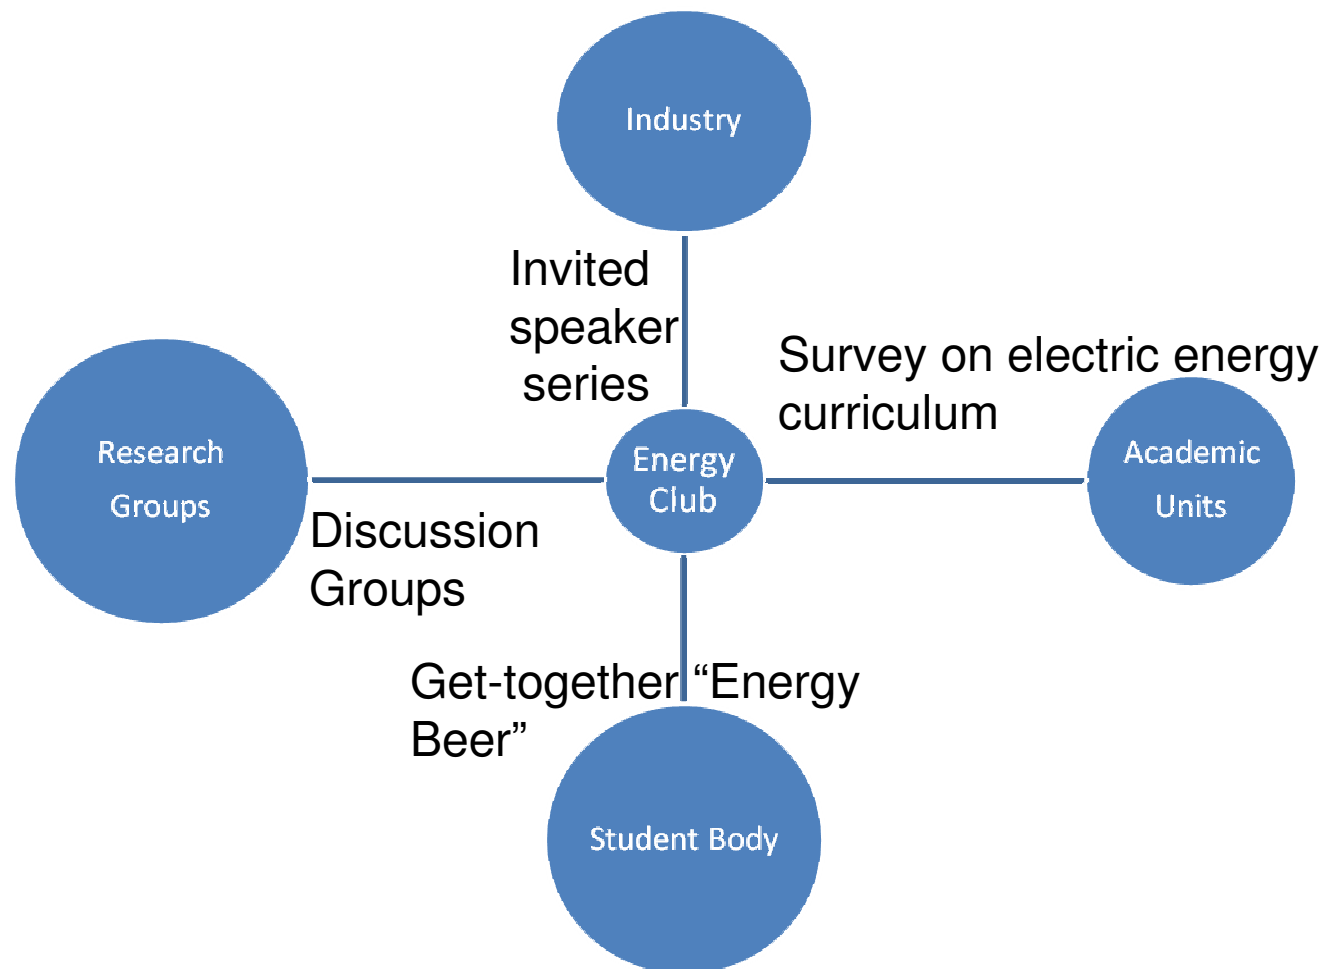 Industry
Invited
speaker
series
Survey on electric energy
curriculum
Research
Groups
Energy
Club
Academic
Units
Discussion
Groups
Get-together “Energy
Beer”
Student Body